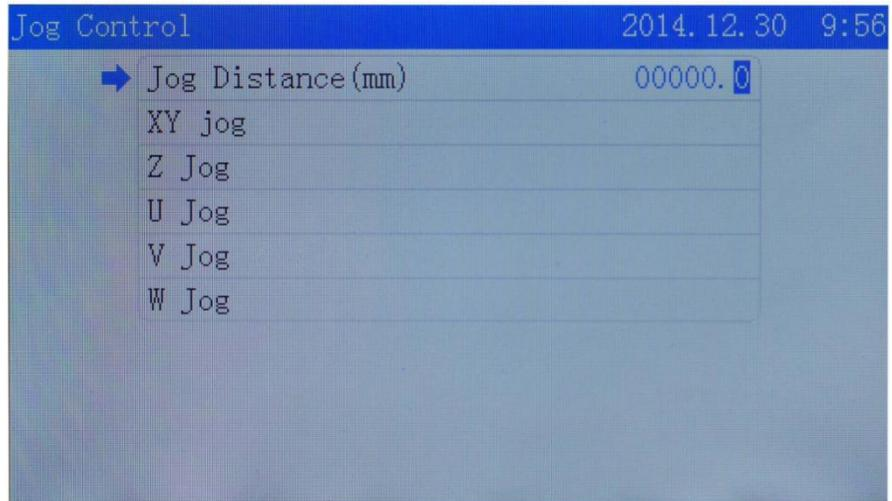 Jog Control 2014.12.30 9:56
Jog Distance(mm) 00000.0
XY jog
Z Jog
U Jog
V Jog
W Jog